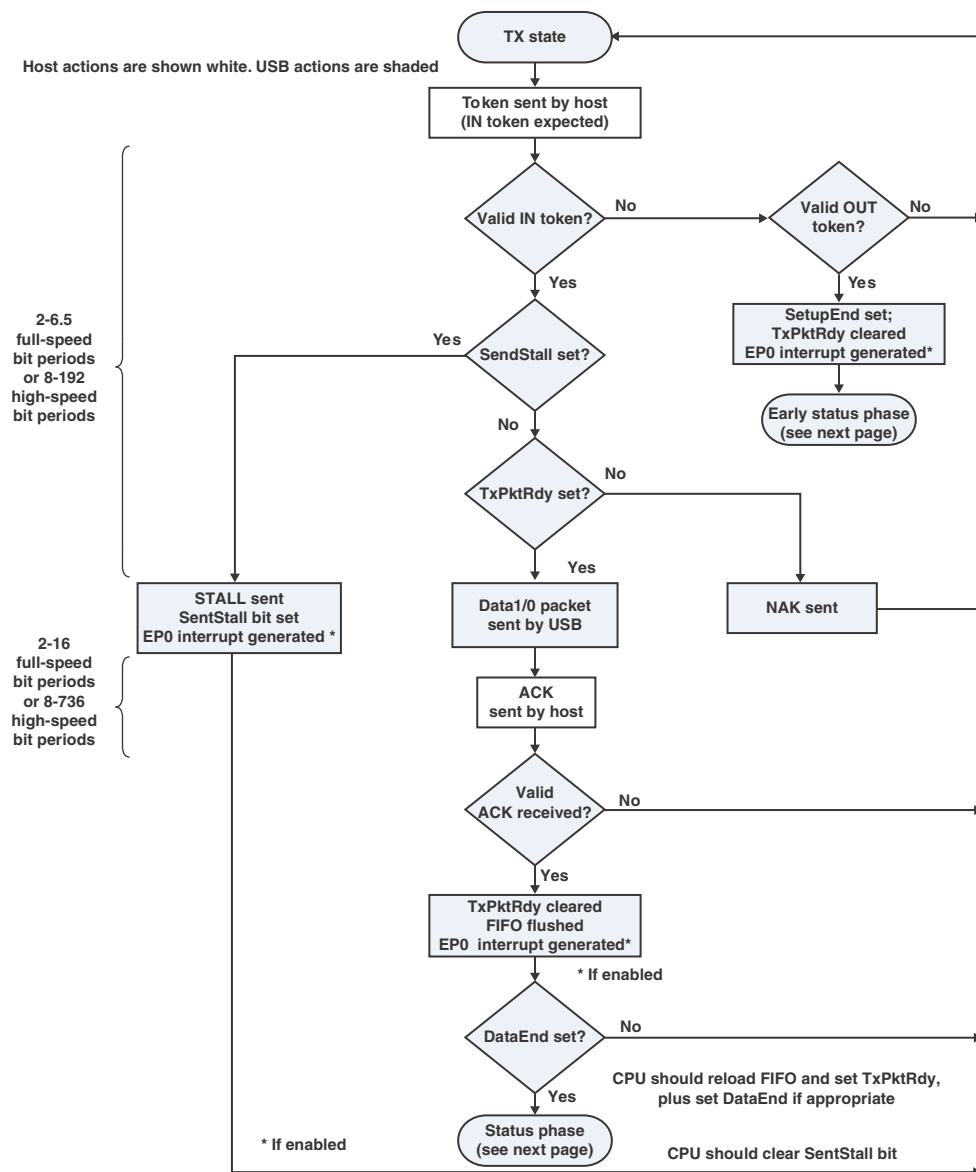 TX state
Host actions are shown white. USB actions are shaded
Token sent by host
(IN token expected)
Valid IN token?
No
Valid OUT
token?
No
Yes
Yes
SetupEnd set;
TxPktRdy cleared
EP0 interrupt generated*
2-6.5
full-speed
bit periods
or 8-192
high-speed
bit periods
Yes
SendStall set?
Early status phase
(see next page)
No
TxPktRdy set?
No
Yes
STALL sent
SentStall bit set
EP0 interrupt generated *
Data1/0 packet
sent by USB
NAK sent
2-16
full-speed
bit periods
or 8-736
high-speed
bit periods
ACK
sent by host
Valid
ACK received?
No
Yes
TxPktRdy cleared
FIFO flushed
EP0 interrupt generated*
* If enabled
DataEnd set?
No
CPU should reload FIFO and set TxPktRdy,
plus set DataEnd if appropriate
Yes
Status phase
(see next page)
* If enabled
CPU should clear SentStall bit